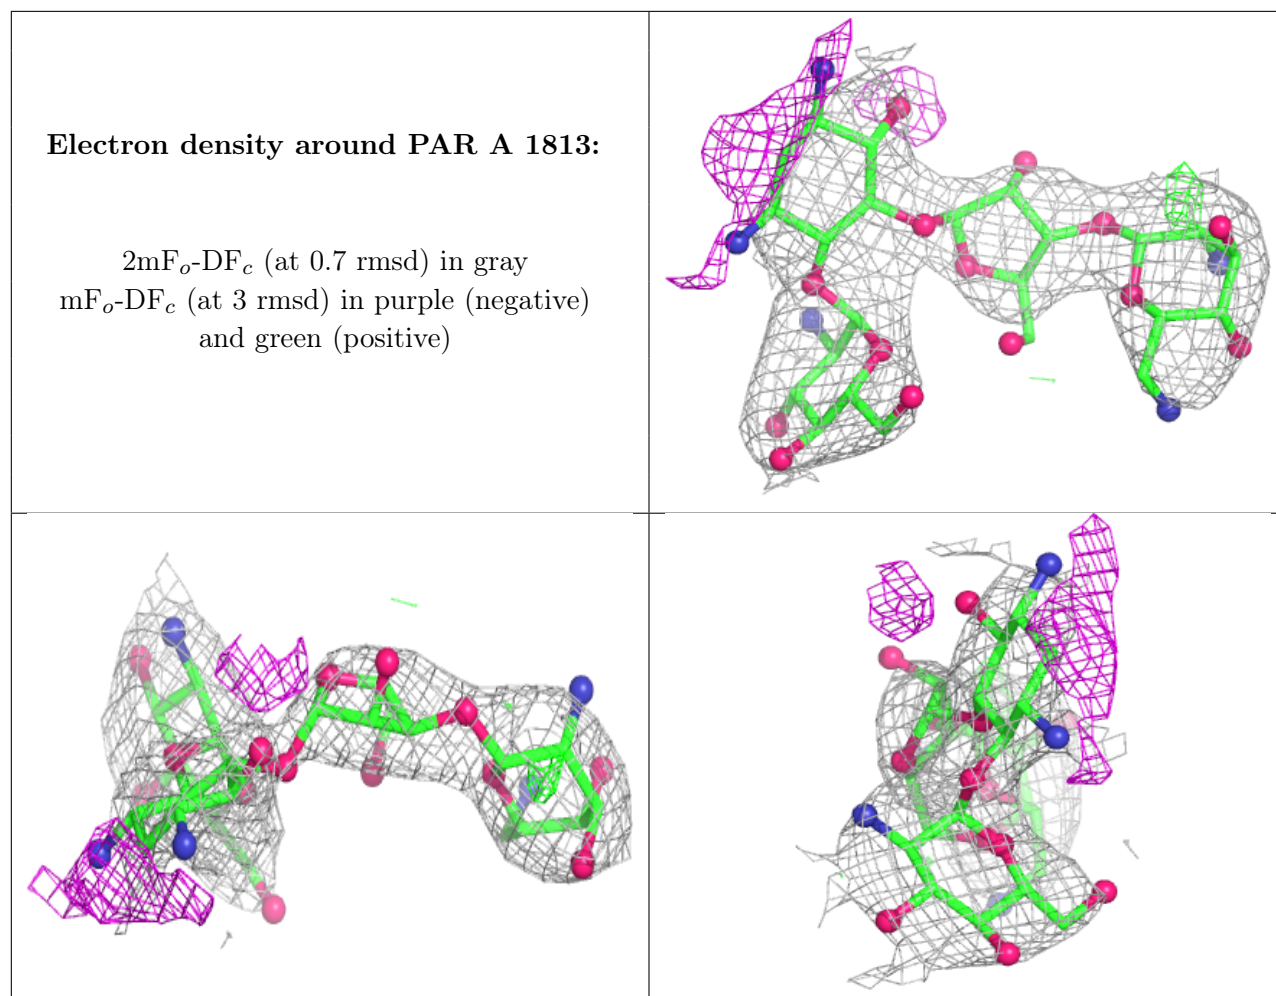 Electron density around PAR A 1813:
2mFo-DFc (at 0.7 rmsd) in gray
mFo-DFc (at 3 rmsd) in purple (negative)
and green (positive)